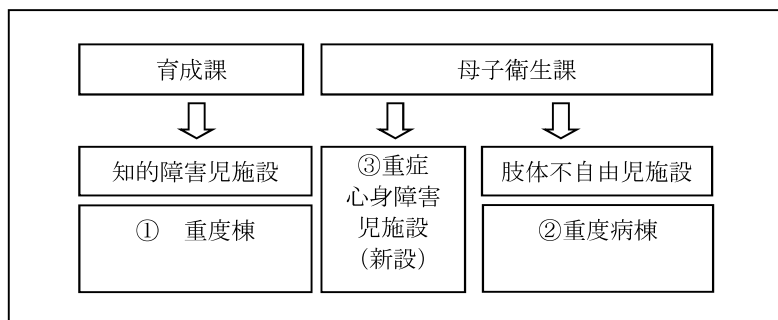 育成課
母子衛生課
知的障害児施設
③重症
心身障害
児施設
（新設）
肢体不自由児施設
①　重度棟
②重度病棟